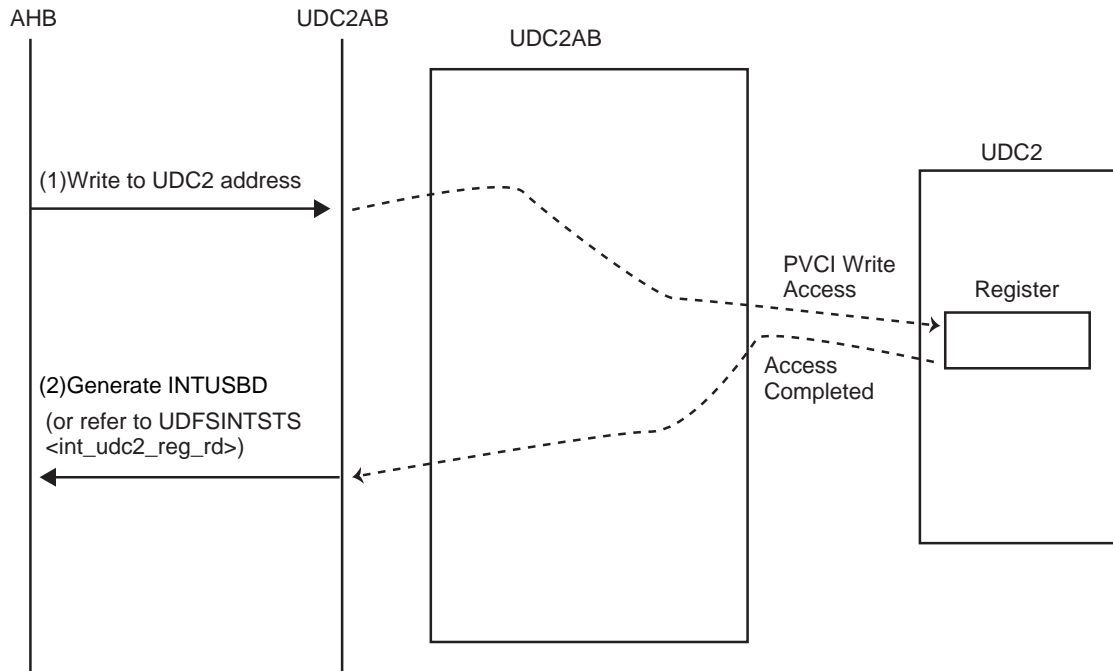 AHB
UDC2AB
UDC2AB
UDC2
(1)Write to UDC2 address
PVCI Write
Access
Register
Access
Completed
(2)Generate INTUSBD
(or refer to UDFSINTSTS
<int_udc2_reg_rd>)